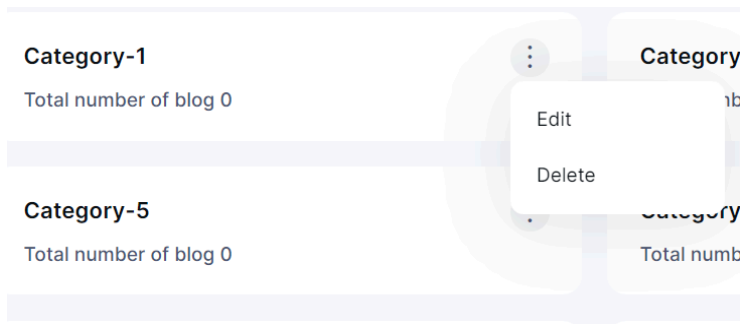 Category-1
Total number of blog 0
Category
Edit
Delete
Category-5
Total number of blog 0
Total numb